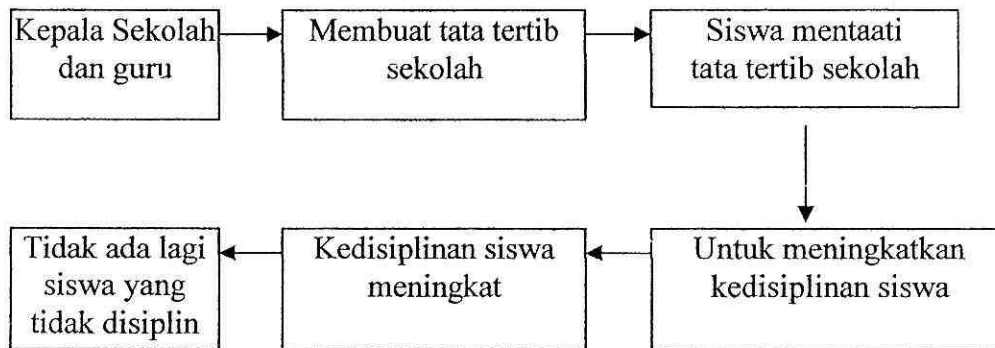 Kepala Sekolah
dan guru
Membuat tata tertib
sekolah
Siswa mentaati
tata tertib sekolah
Untuk meningkatkan
kedisiplinan siswa
Kedisiplinan siswa
meningkat
Tidak ada lagi
siswa yang
tidak disiplin